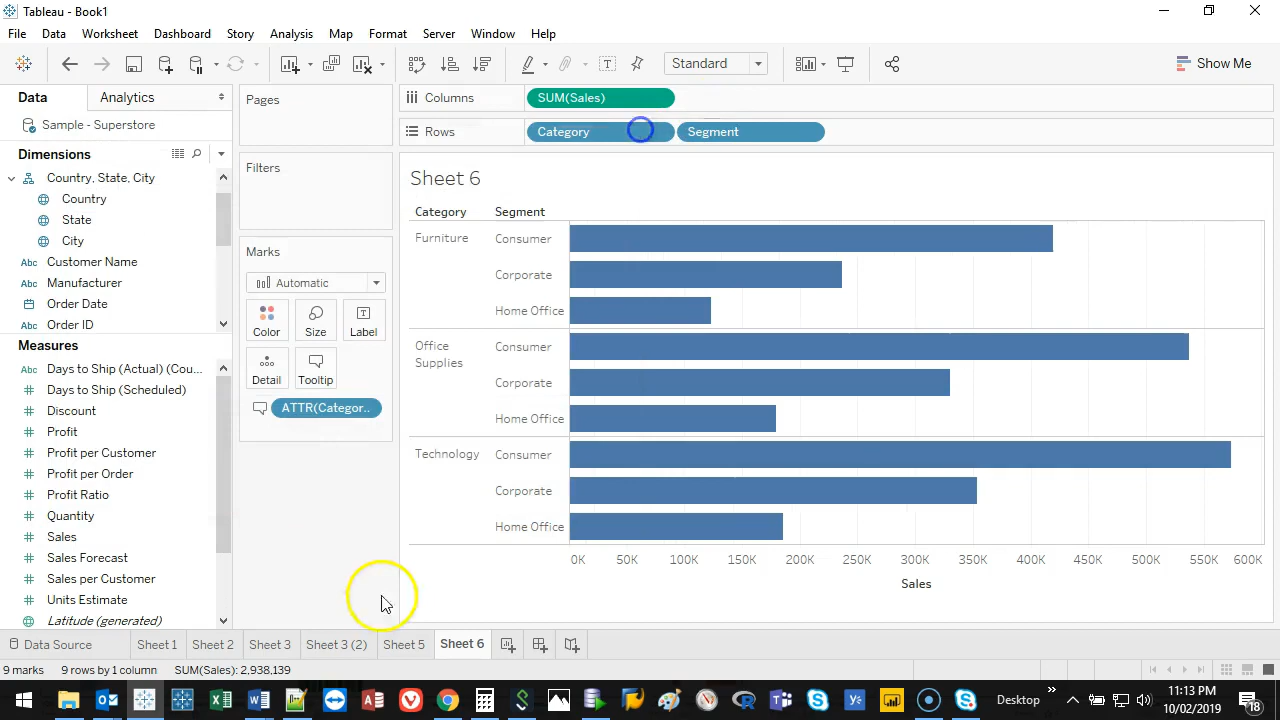 Tableau - Book1
File Data Worksheet Dashboard Story Analysis Map Format Server Window Help
Standard
Show Me
Data
Analytics
Sample - Superstore
Dimensions
Country, State, City
Country
State
City
Abc Customer Name
Abc Manufacturer
Order Date
Abc Order ID
Measures
Abc Days to Ship (Actual) (Cou...
Days to Ship (Scheduled)
Discount
Profit
Profit per Customer
Profit per Order
Profit Ratio
Quantity
Sales
Sales Forecast
Sales per Customer
Units Estimate
Latitude (generated)
Pages
Filters
Marks
Automatic
Color Size Label
Detail Tooltip
ATTR(Categor..
Columns SUM(Sales)
Rows Category Segment
Sheet 6
Category Segment
Furniture Consumer
Corporate
Home Office
Office Supplies Consumer
Corporate
Home Office
Technology Consumer
Corporate
Home Office
0K 50K 100K 150K 200K 250K 300K 350K 400K 450K 500K 550K 600K
Sales
Data Source Sheet 1 Sheet 2 Sheet 3 Sheet 3 (2) Sheet 5 Sheet 6
9 marks 9 rows by 1 column SUM(Sales): 2,938,139
Desktop
11:13 PM
10/02/2019
18